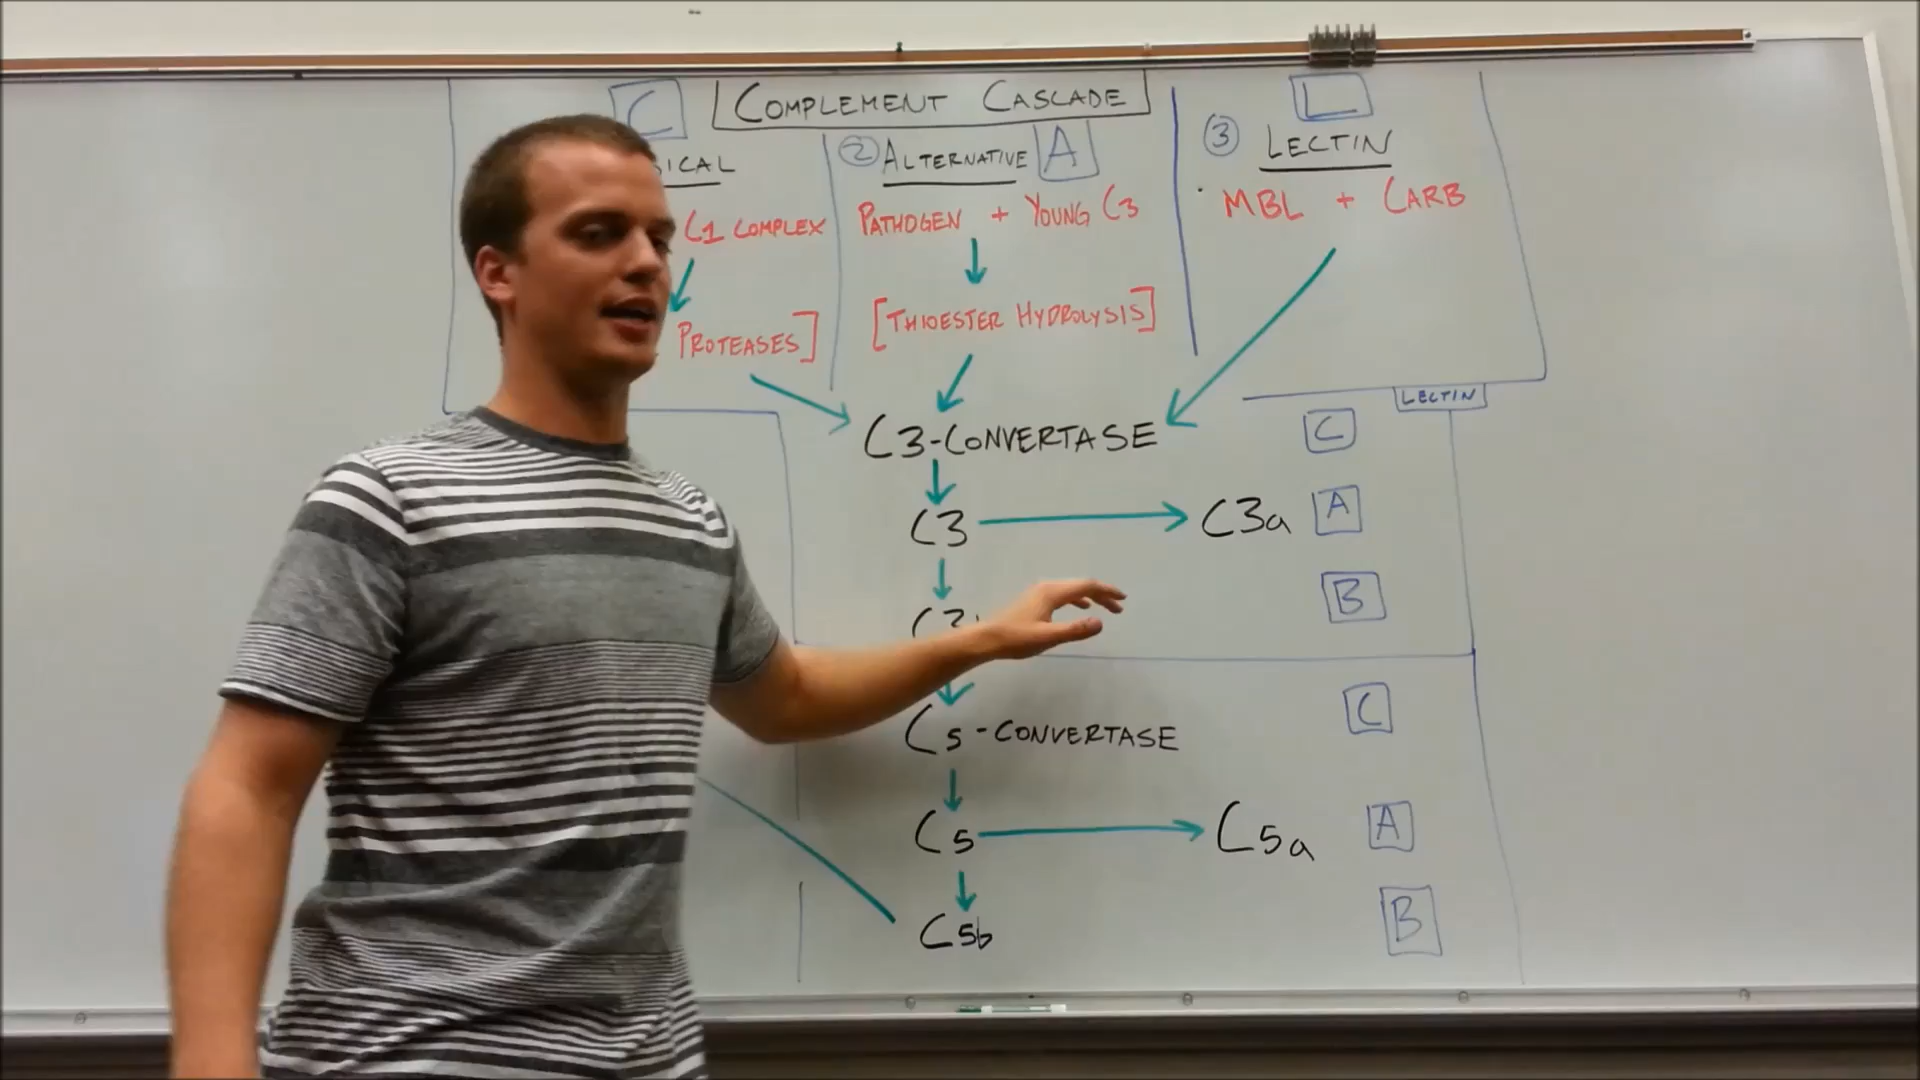 C
COMPLEMENT CASCADE
SICAL
② ALTERNATIVE A
L
③ LECTIN
C1 COMPLEX
PROTEASES]
PATHOGEN + YOUNG C3
[THIOESTER HYDROLYSIS]
MBL + CARB
C3-CONVERTASE
LECTIN
C
C3
C3a
A
B
C5-CONVERTASE
C
C5
C5a
A
C5b
B